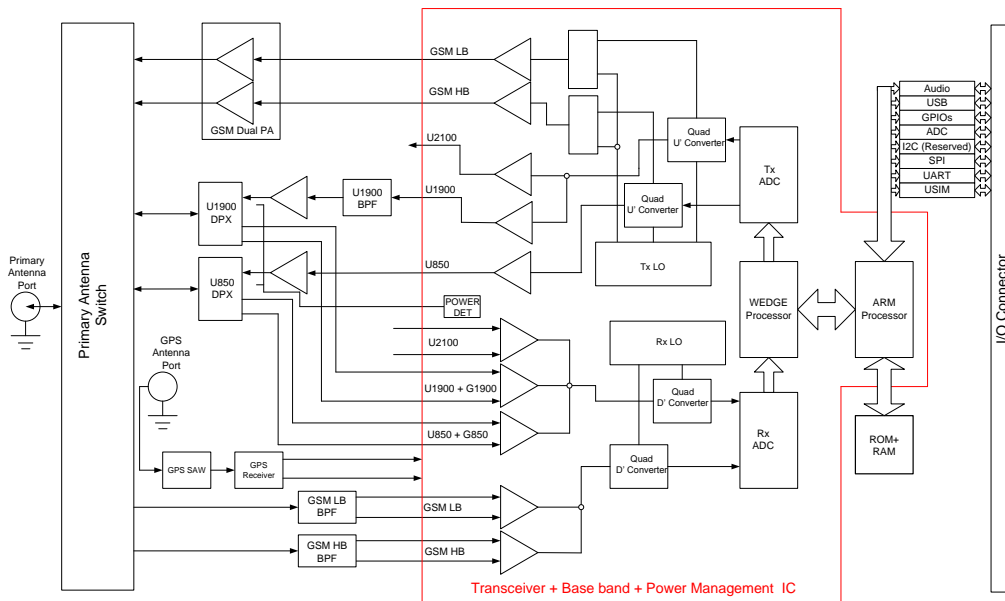 GSM LB
GSM HB
GSM Dual PA
U2100
U1900
U1900
BPF
U1900
DPX
U850
U850
DPX
POWER
DET
Quad
U' Converter
Quad
U' Converter
Tx
ADC
Tx LO
Audio
USB
GPIOs
ADC
I2C (Reserved)
SPI
UART
USIM
Primary
Antenna
Port
Primary Antenna
Switch
GPS
Antenna
Port
WEDGE
Processor
ARM
Processor
I/O Connector
U2100
U1900 + G1900
U850 + G850
Rx LO
Quad
D' Converter
Quad
D' Converter
Rx
ADC
ROM+
RAM
GPS SAW
GPS
Receiver
GSM LB
BPF
GSM LB
GSM HB
BPF
GSM HB
Transceiver + Base band + Power Management IC